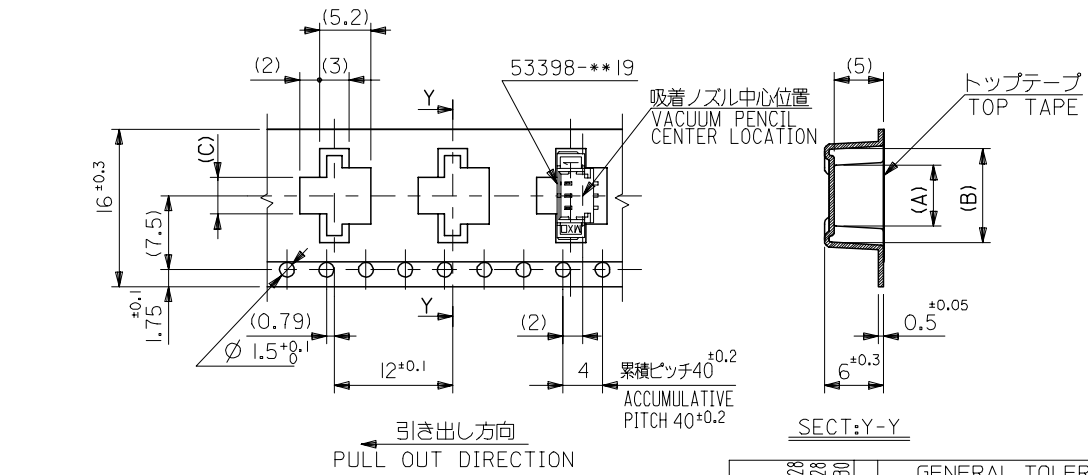 (5.2)
(2)
(3)
53398-**19
(5)
Y
吸着ノズル中心位置
VACUUM PENCIL
CENTER LOCATION
トップテープ
TOP TAPE
(C)
16±0.3
(7.5)
(A)
(B)
MX
1.75±0.1
(0.79)
Ø 1.5+0.1 0
Y
(2)
0.5±0.05
12±0.1
4
累積ピッチ40±0.2
ACCUMULATIVE
PITCH 40±0.2
6±0.3
引き出し方向
PULL OUT DIRECTION
SECT:Y-Y
28
28
30
GENERAL TOLER